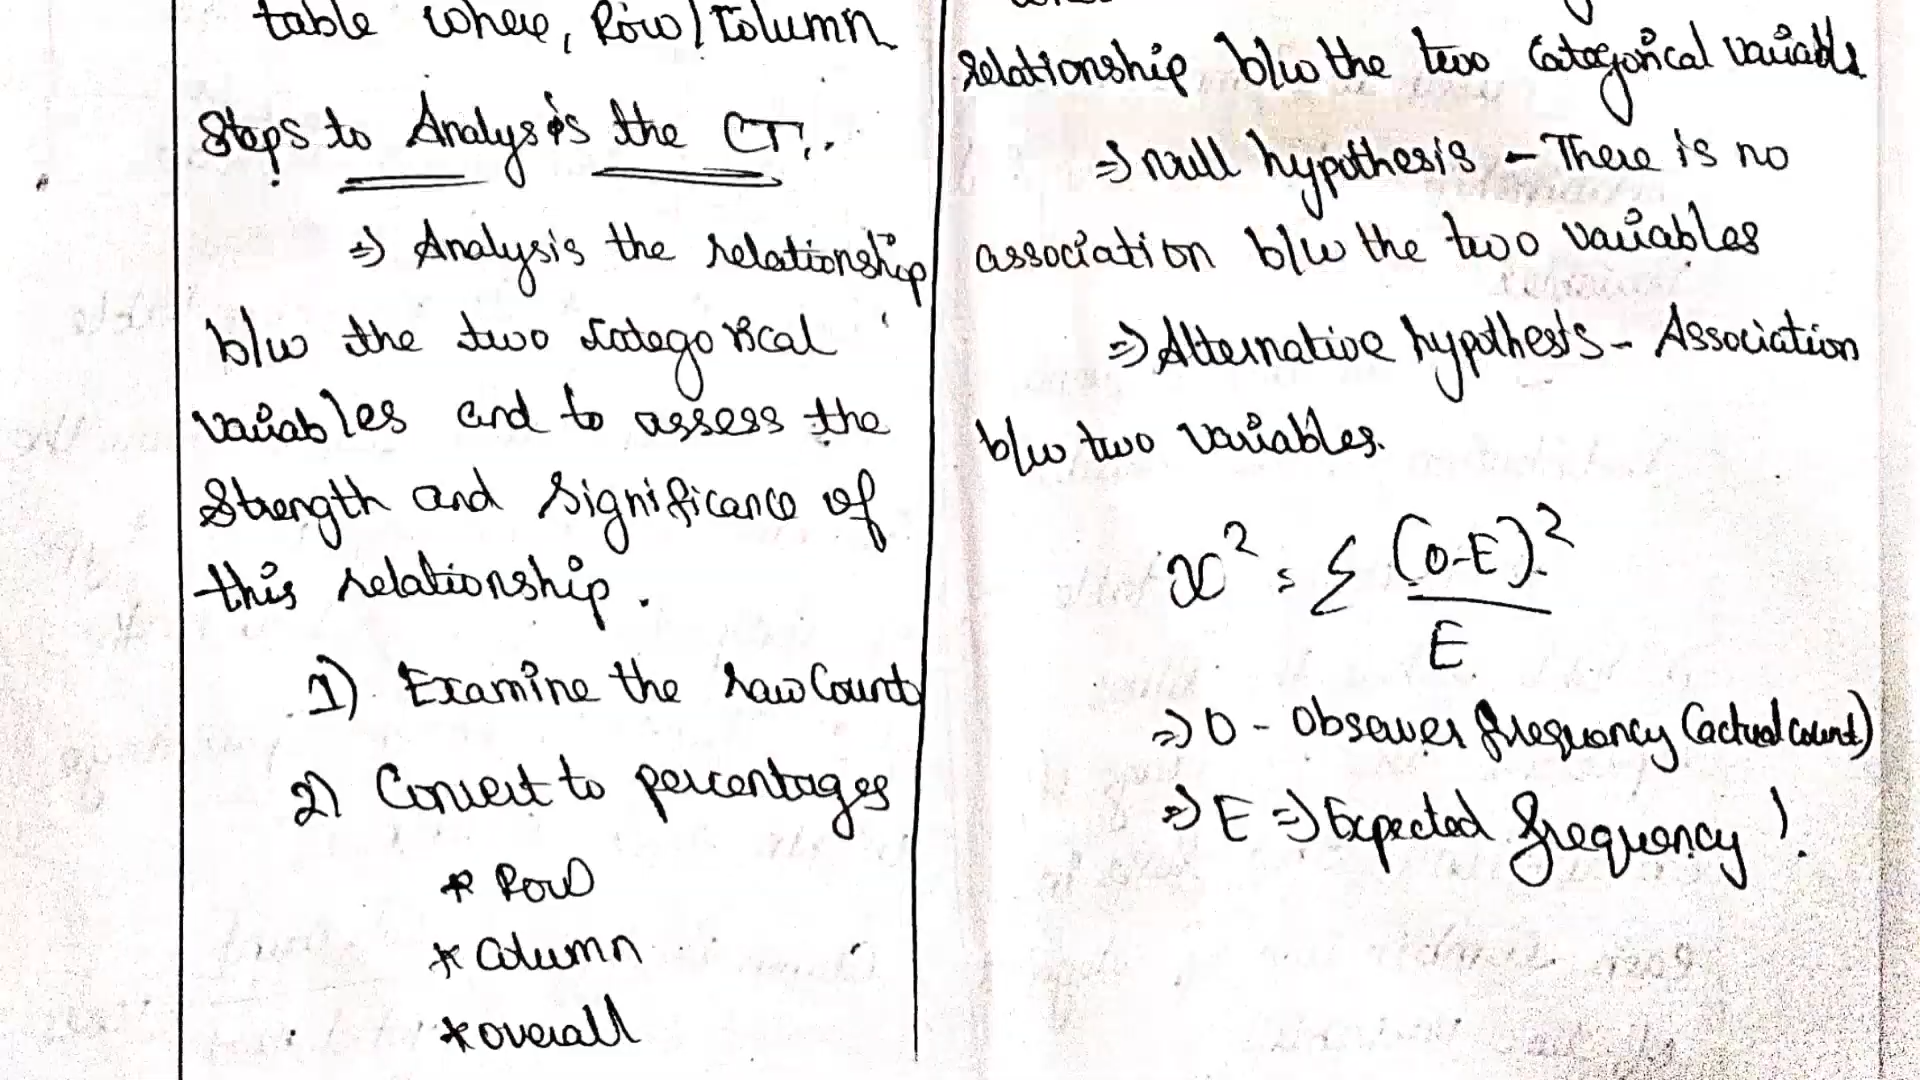 table where, Row/Column
Steps to Analysis the CT:.
=> Analysis the relationship
b/w the two categorical
variables and to assess the
Strength and significance of
this relationship.
1) Examine the raw Count
2) Convert to percentages
* Row
* Column
* overall
relationship b/w the two Categorical variable
=> null hypothesis - There is no
association b/w the two variables
=> Alternative hypothesis - Association
b/w two variables.
x² = Σ (O-E)²
E
=> O - Observer frequency (actual count)
=> E => Expected frequency!